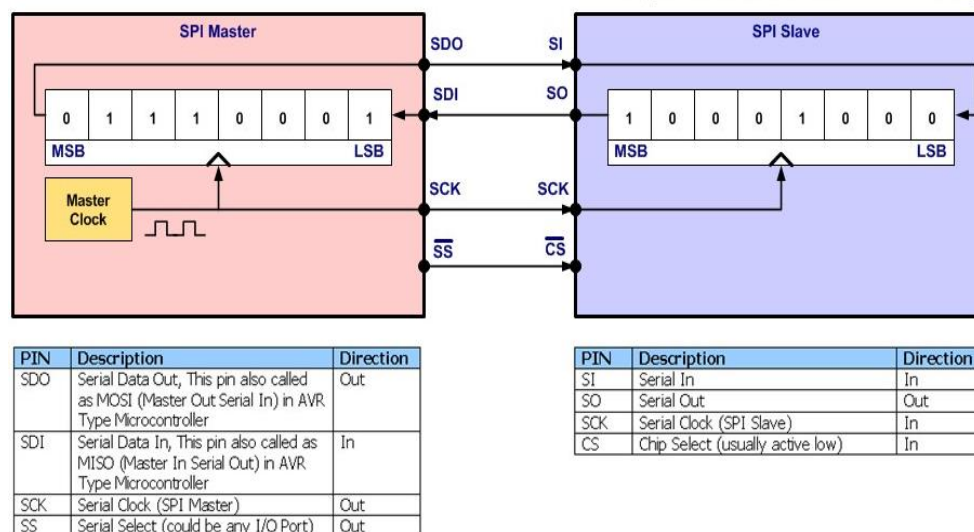 SPI Master
SPI Slave
SDO
SI
SDI
SO
0 1 1 1 0 0 0 1
1 0 0 0 1 0 0 0
MSB
LSB
MSB
LSB
Master
Clock
SCK
SCK
SS
CS
PIN Description Direction
SDO Serial Data Out, This pin also called Out
as MOSI (Master Out Serial In) in AVR
Type Microcontroller
SDI Serial Data In, This pin also called as In
MISO (Master In Serial Out) in AVR
Type Microcontroller
SCK Serial Clock (SPI Master) Out
SS Serial Select (could be any I/O Port) Out
PIN Description Direction
SI Serial In In
SO Serial Out Out
SCK Serial Clock (SPI Slave) In
CS Chip Select (usually active low) In